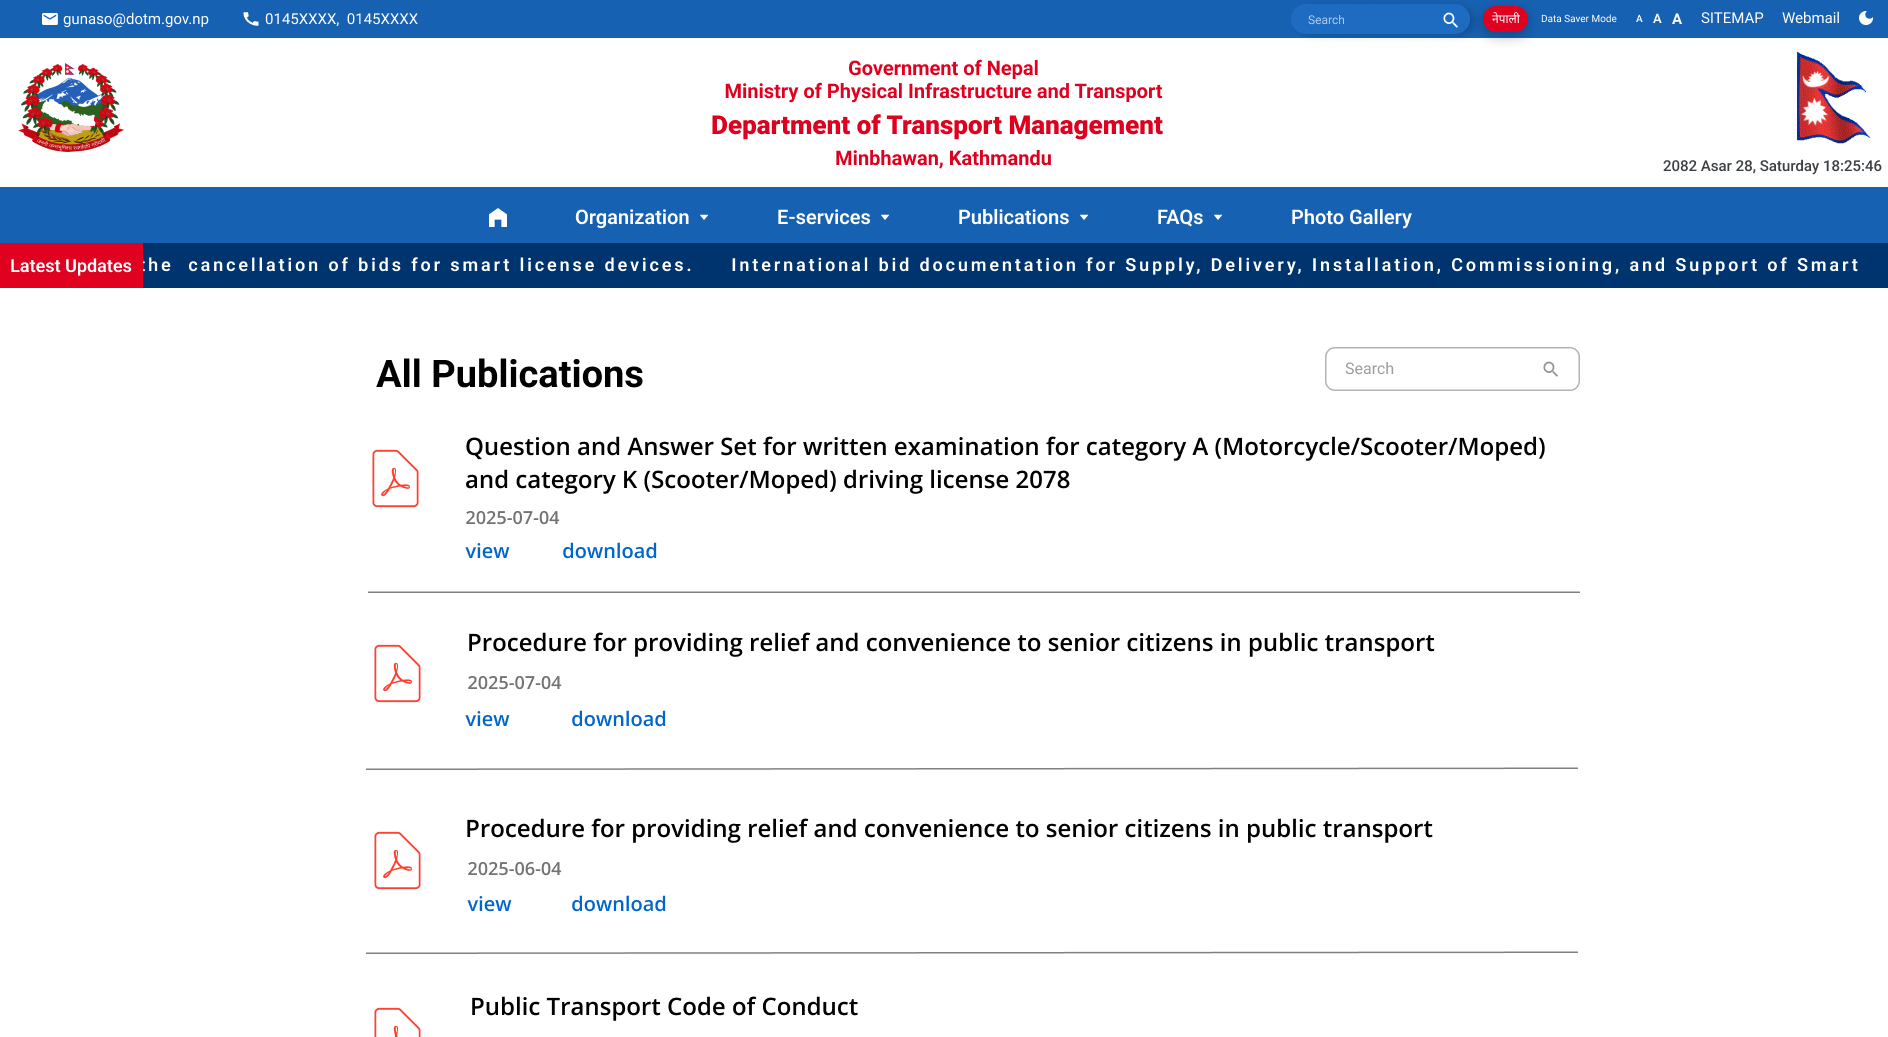 gunaso@dotm.gov.np
0145XXXX, 0145XXXX
Search
नेपाली
Data Saver Mode
A A A
SITEMAP
Webmail
Government of Nepal
Ministry of Physical Infrastructure and Transport
Department of Transport Management
Minbhawan, Kathmandu
2082 Asar 28, Saturday 18:25:46
Organization
E-services
Publications
FAQs
Photo Gallery
Latest Updates
the cancellation of bids for smart license devices. International bid documentation for Supply, Delivery, Installation, Commissioning, and Support of Smart
All Publications
Search
Question and Answer Set for written examination for category A (Motorcycle/Scooter/Moped)
and category K (Scooter/Moped) driving license 2078
2025-07-04
view download
Procedure for providing relief and convenience to senior citizens in public transport
2025-07-04
view download
Procedure for providing relief and convenience to senior citizens in public transport
2025-06-04
view download
Public Transport Code of Conduct